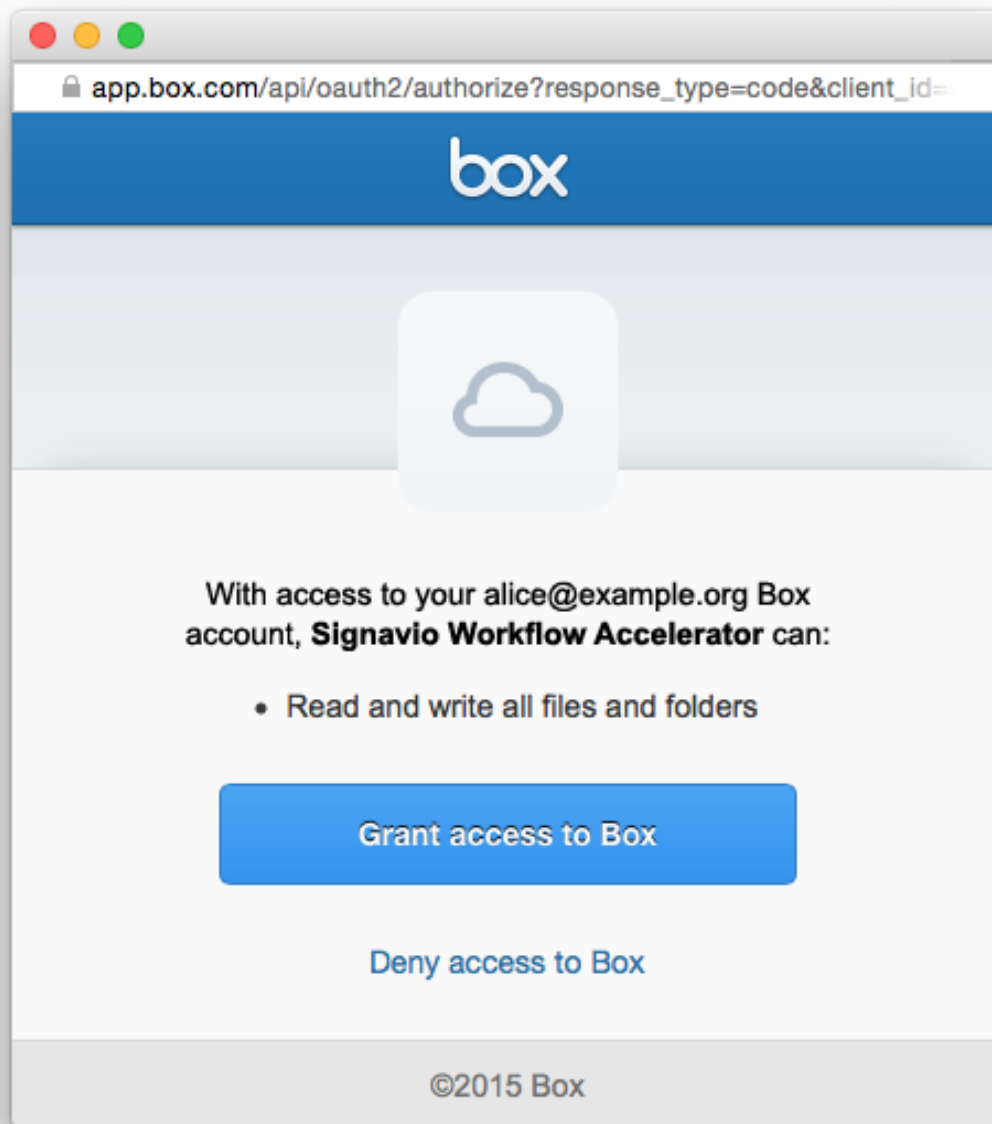 app.box.com/api/oauth2/authorize?response_type=code&client_id=
box
With access to your alice@example.org Box
account, Signavio Workflow Accelerator can:
• Read and write all files and folders
Grant access to Box
Deny access to Box
©2015 Box